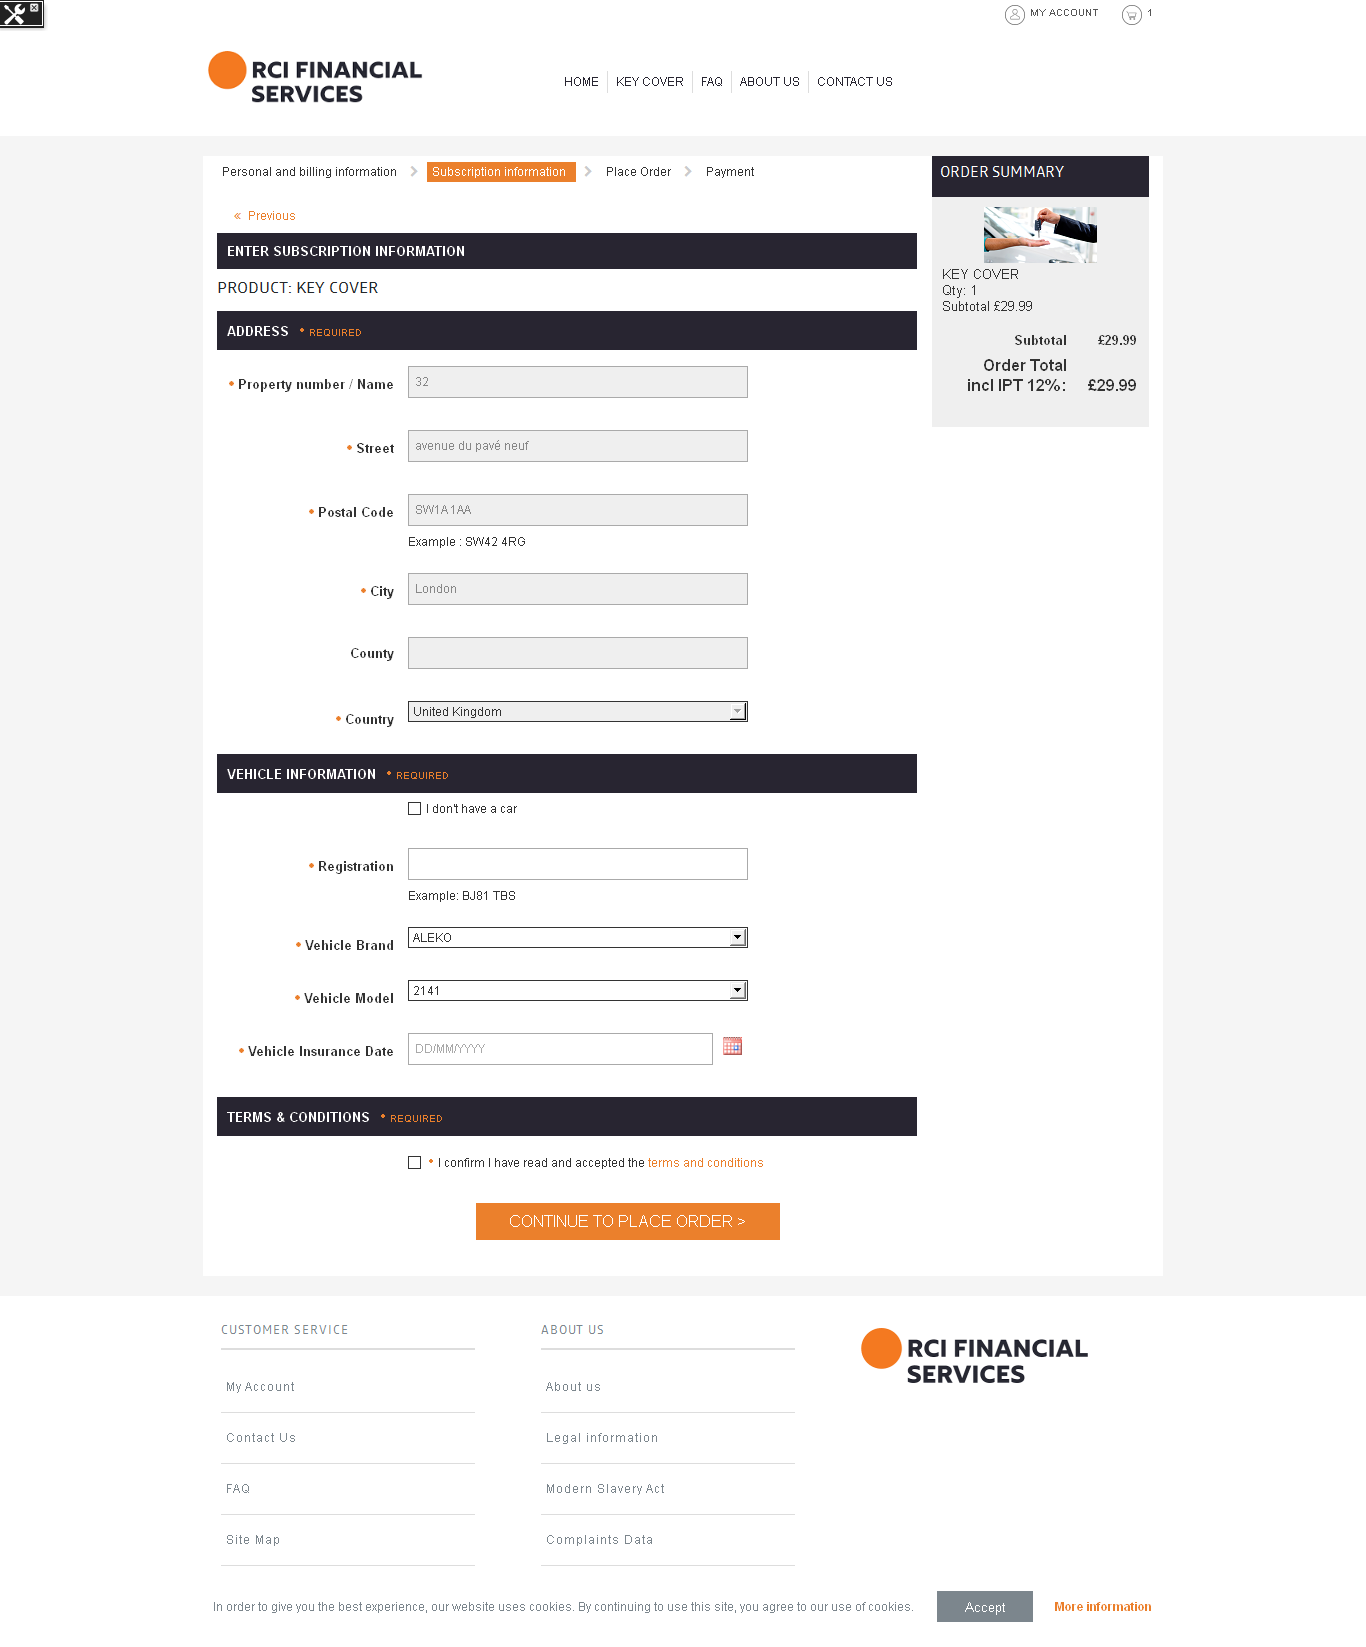 MY ACCOUNT
1
RCI FINANCIAL
SERVICES
HOME
KEY COVER
FAQ
ABOUT US
CONTACT US
Personal and billing information
Subscription information
Place Order
Payment
« Previous
ENTER SUBSCRIPTION INFORMATION
PRODUCT: KEY COVER
ADDRESS • REQUIRED
• Property number / Name
32
• Street
avenue du pavé neuf
• Postal Code
SW1A 1AA
Example : SW42 4RG
• City
London
County
• Country
United Kingdom
VEHICLE INFORMATION • REQUIRED
I don't have a car
• Registration
Example: BJ81 TBS
• Vehicle Brand
ALEKO
• Vehicle Model
2141
• Vehicle Insurance Date
DD/MM/YYYY
TERMS & CONDITIONS • REQUIRED
• I confirm I have read and accepted the terms and conditions
CONTINUE TO PLACE ORDER >
ORDER SUMMARY
KEY COVER
Qty: 1
Subtotal £29.99
Subtotal £29.99
Order Total
incl IPT 12%: £29.99
CUSTOMER SERVICE
My Account
Contact Us
FAQ
Site Map
ABOUT US
About us
Legal information
Modern Slavery Act
Complaints Data
RCI FINANCIAL
SERVICES
In order to give you the best experience, our website uses cookies. By continuing to use this site, you agree to our use of cookies.
Accept
More information